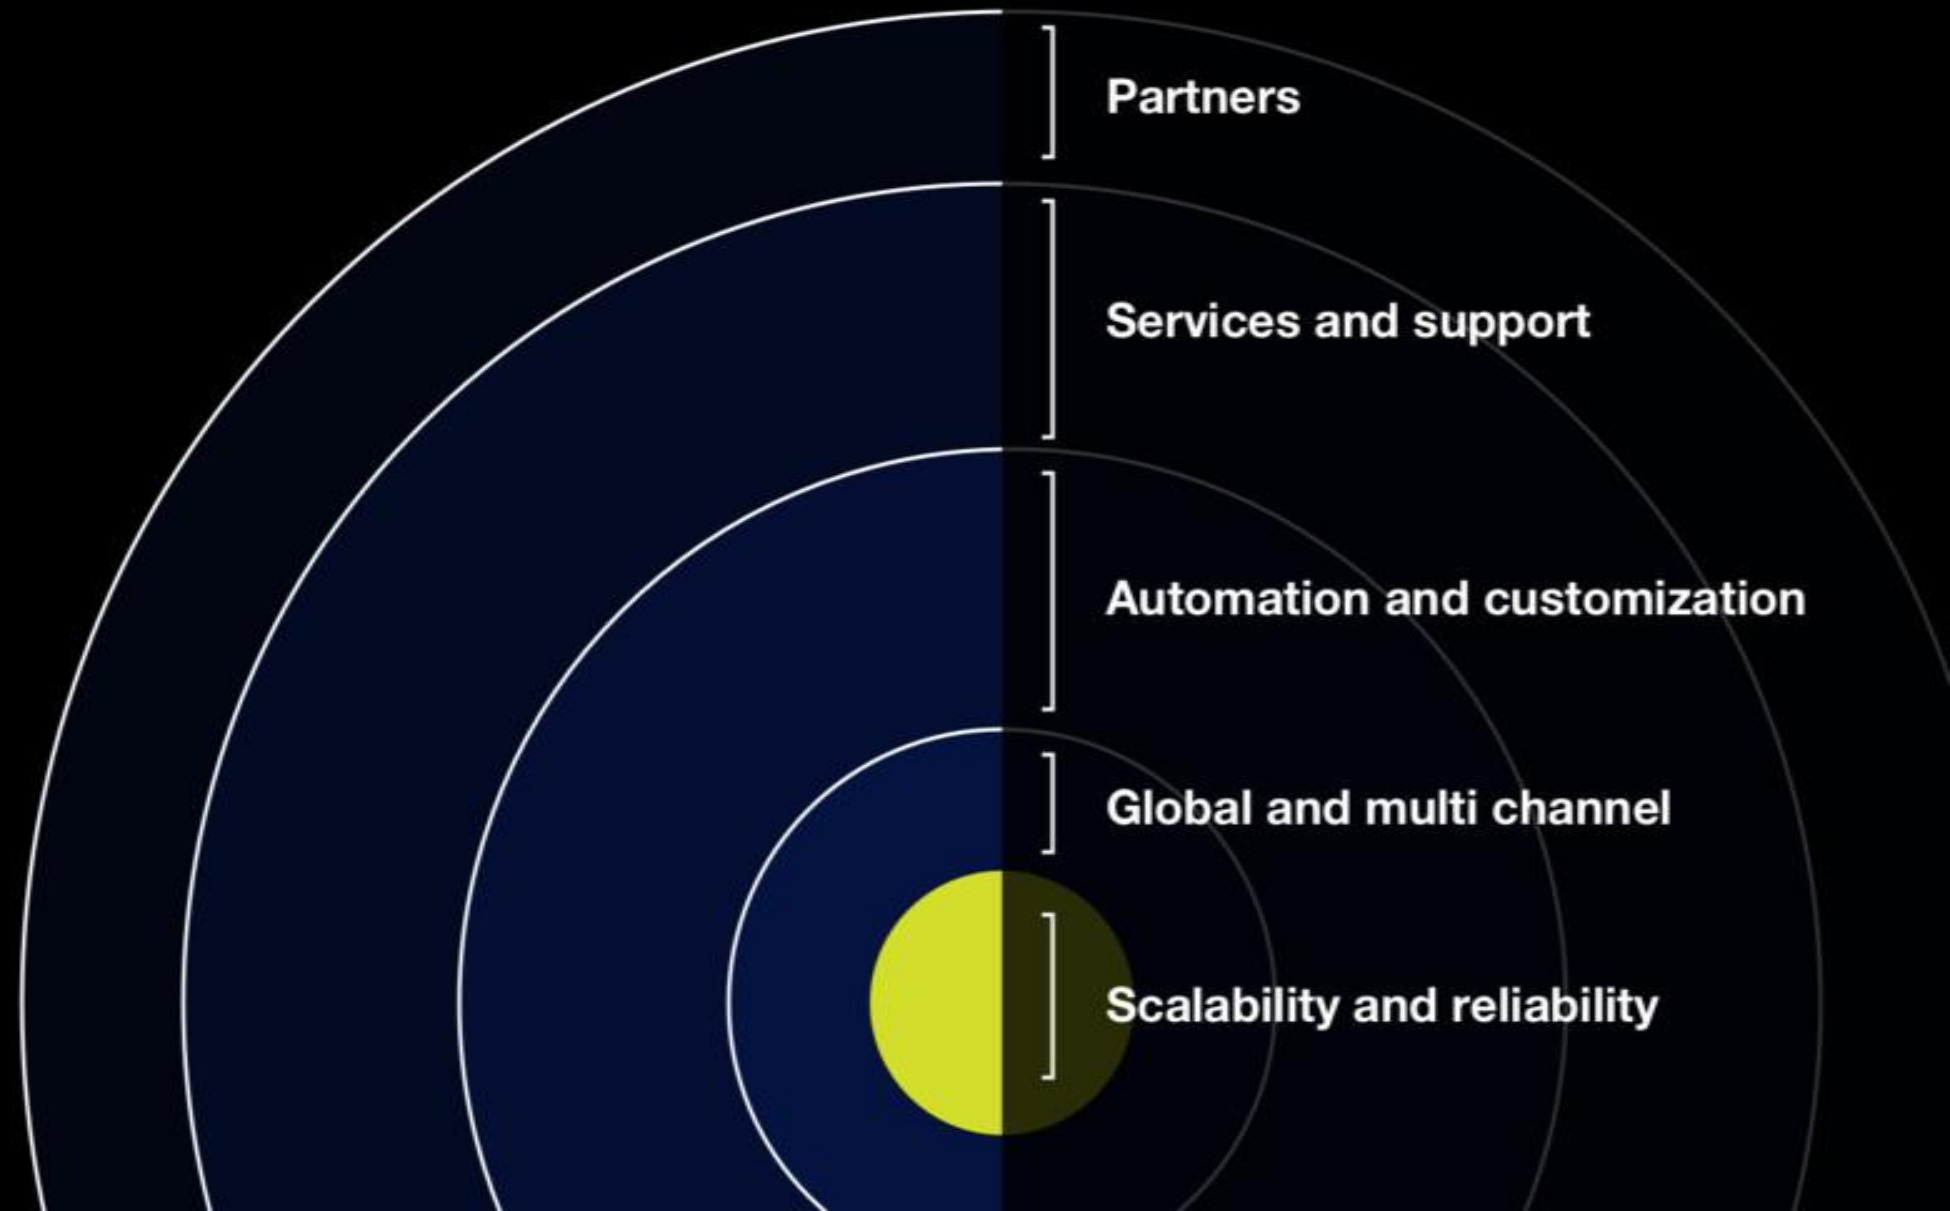 Partners
Services and support
Automation and customization
Global and multi channel
Scalability and reliability